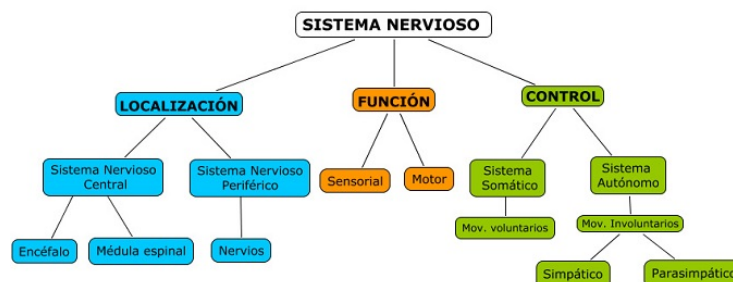 SISTEMA NERVIOSO
LOCALIZACIÓN
FUNCIÓN
CONTROL
Sistema Nervioso
Central
Sistema Nervioso
Periférico
Sensorial
Motor
Sistema
Somático
Sistema
Autónomo
Encéfalo
Médula espinal
Nervios
Mov. voluntarios
Mov. Involuntarios
Simpático
Parasimpático